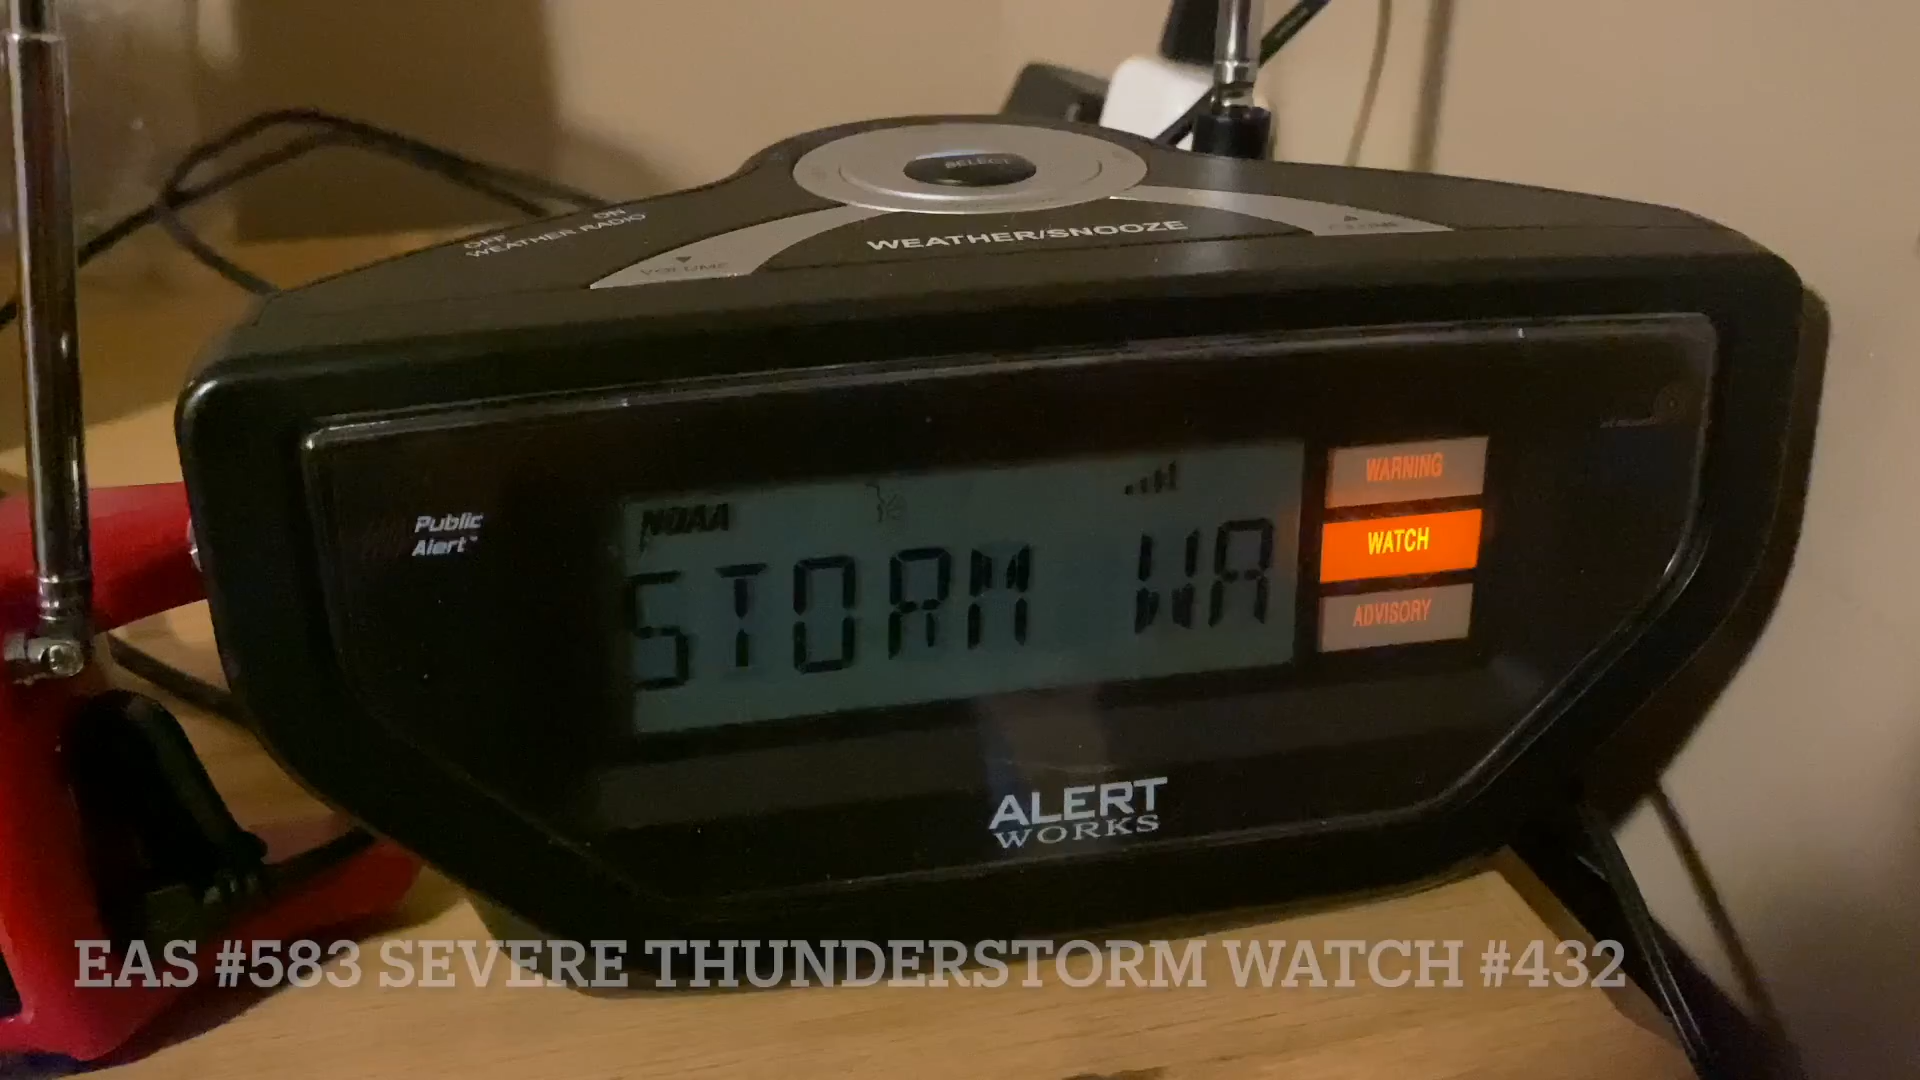 SELECT
OFF ON
WEATHER RADIO
VOLUME
WEATHER/SNOOZE
Public
Alert™
NOAA
STORM WA
WARNING
WATCH
ADVISORY
ALERT
WORKS
EAS #583 SEVERE THUNDERSTORM WATCH #432